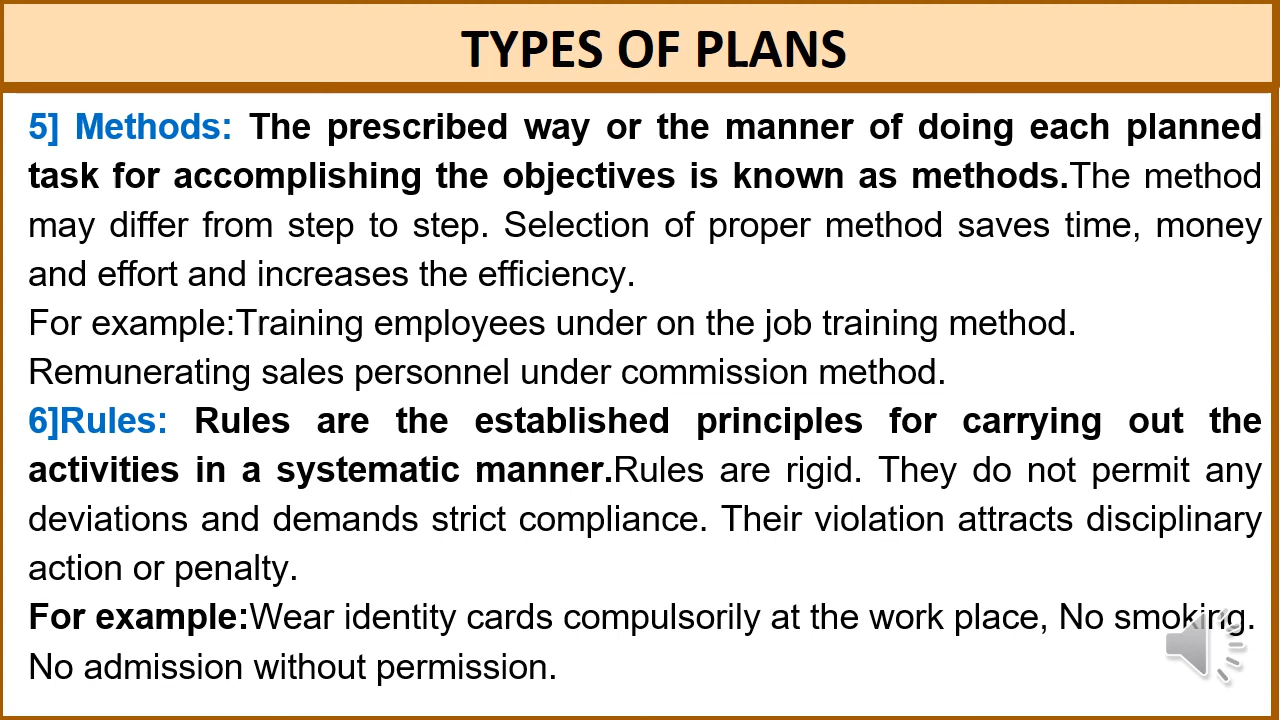 TYPES OF PLANS
5] Methods: The prescribed way or the manner of doing each planned
task for accomplishing the objectives is known as methods.The method
may differ from step to step. Selection of proper method saves time, money
and effort and increases the efficiency.
For example:Training employees under on the job training method.
Remunerating sales personnel under commission method.
6]Rules: Rules are the established principles for carrying out the
activities in a systematic manner.Rules are rigid. They do not permit any
deviations and demands strict compliance. Their violation attracts disciplinary
action or penalty.
For example:Wear identity cards compulsorily at the work place, No smoking.
No admission without permission.